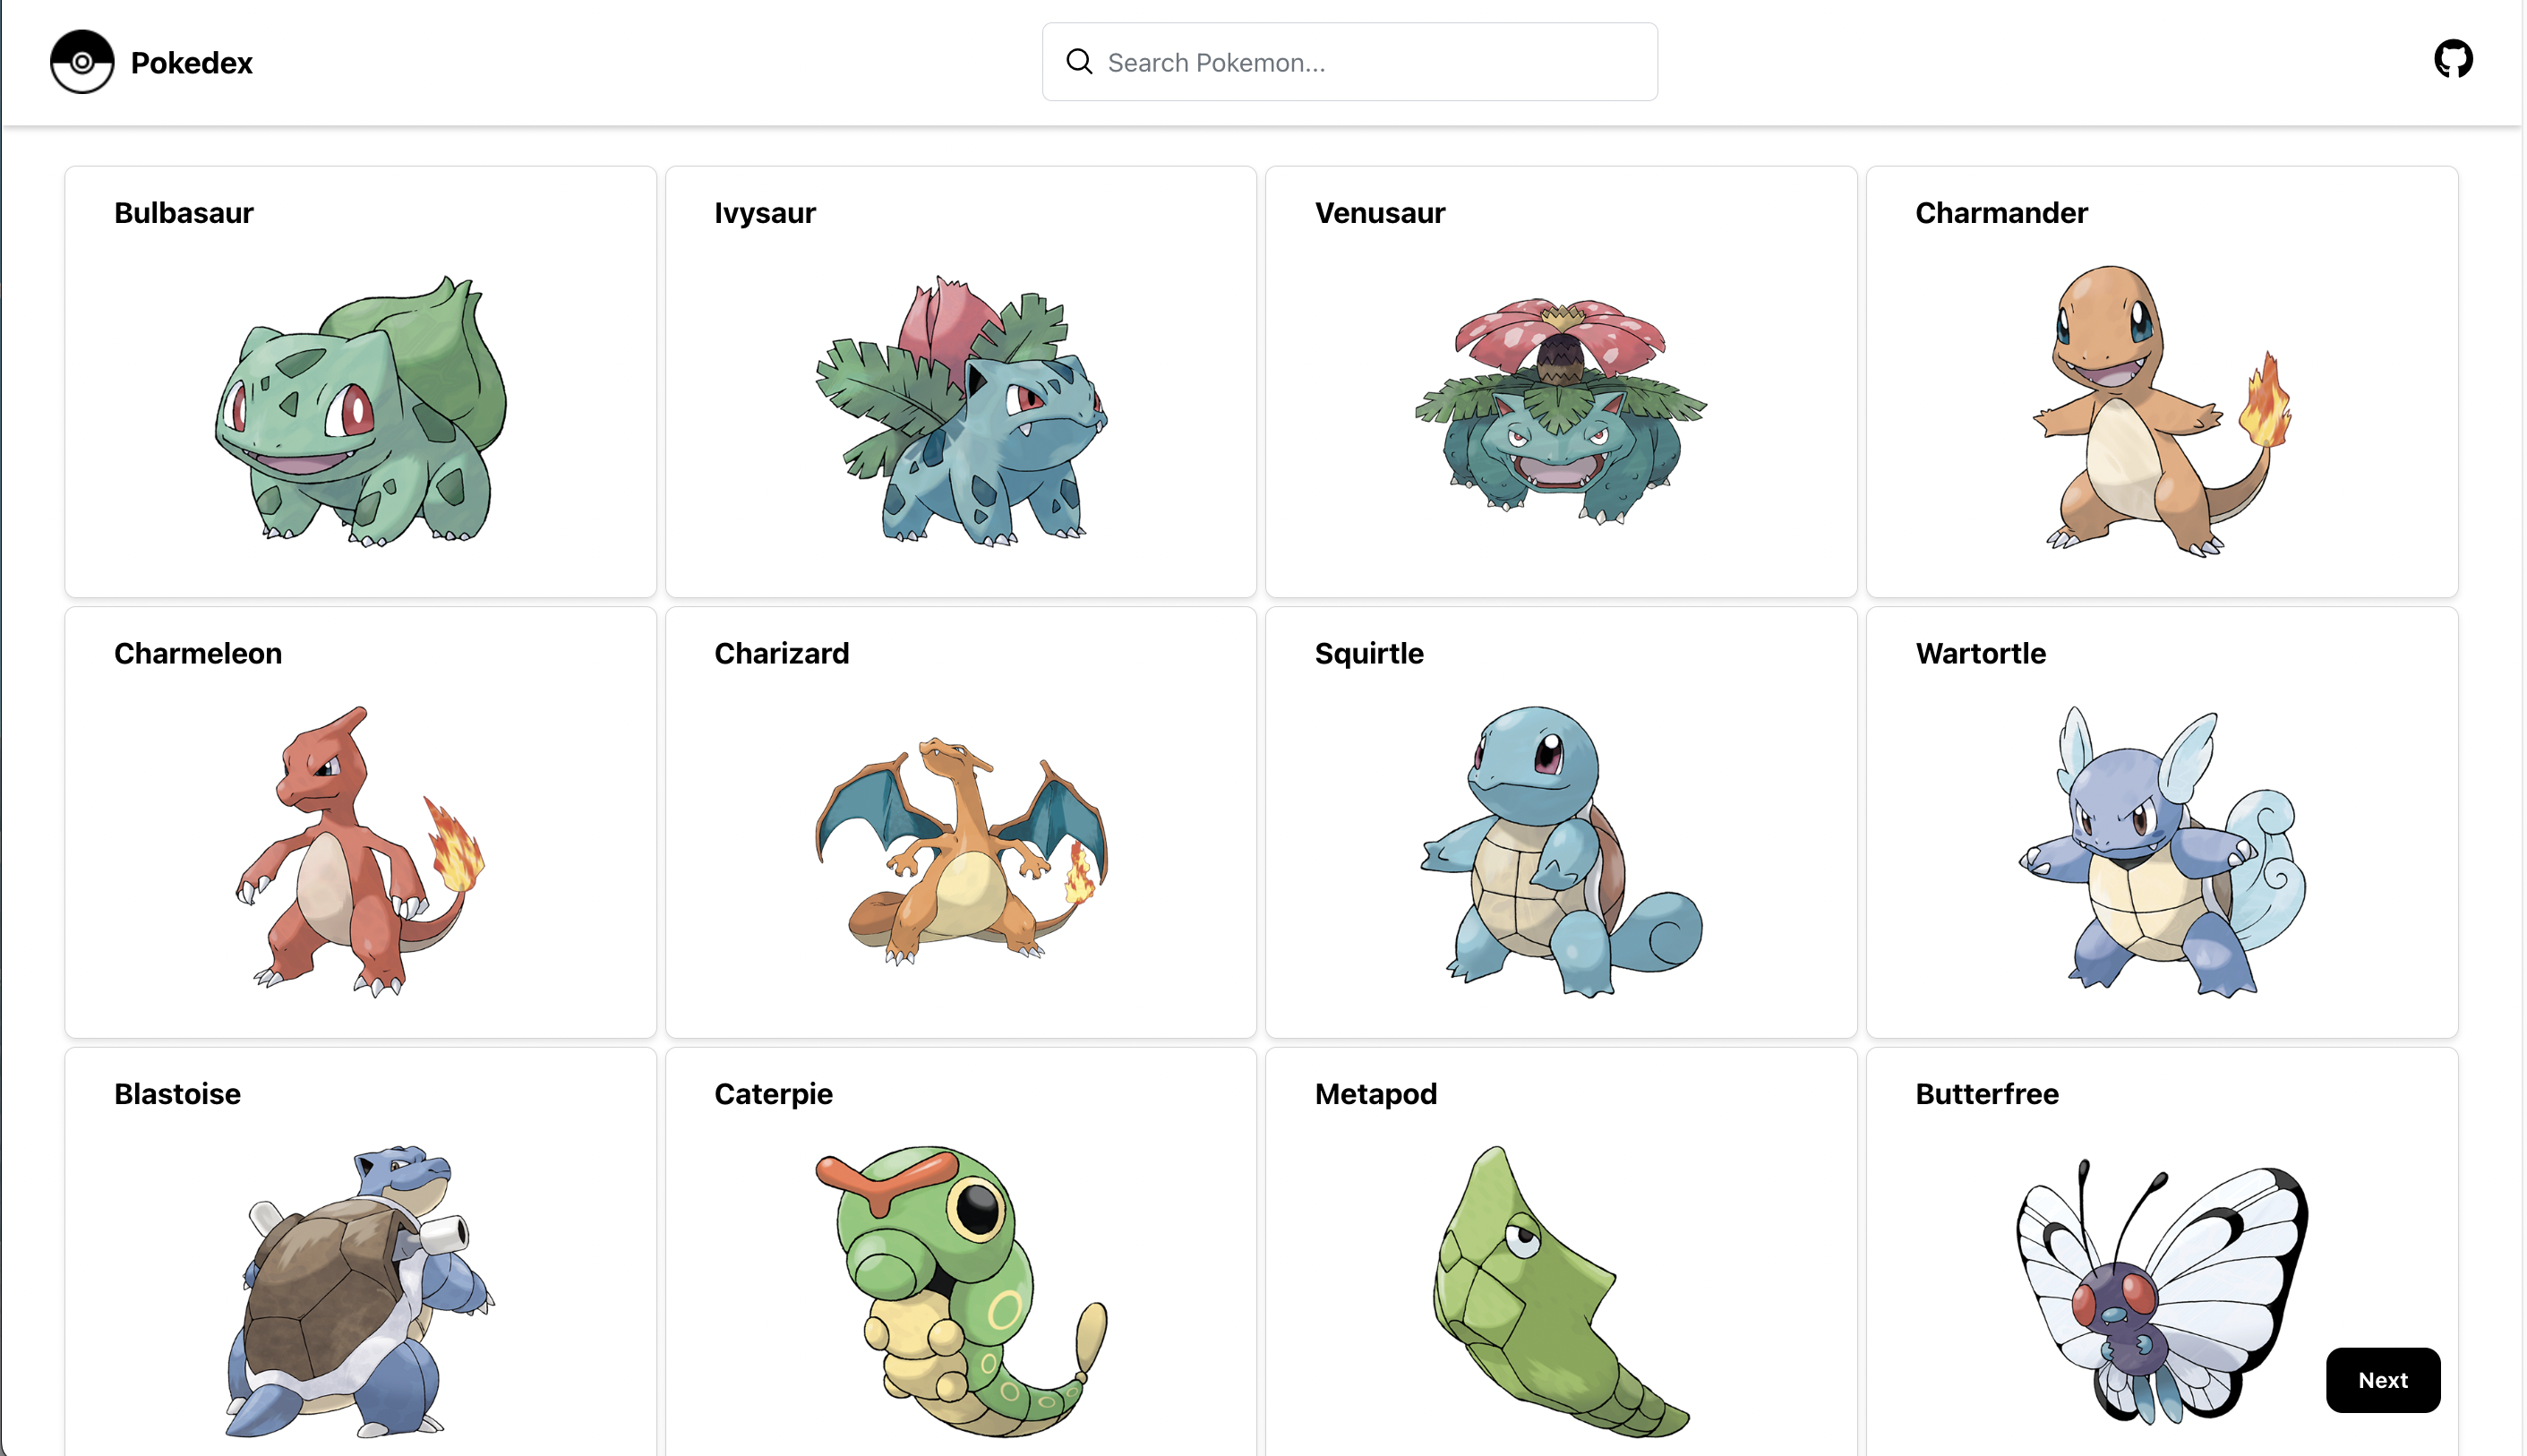 Pokedex
Search Pokemon...
Bulbasaur
Ivysaur
Venusaur
Charmander
Charmeleon
Charizard
Squirtle
Wartortle
Blastoise
Caterpie
Metapod
Butterfree
Next